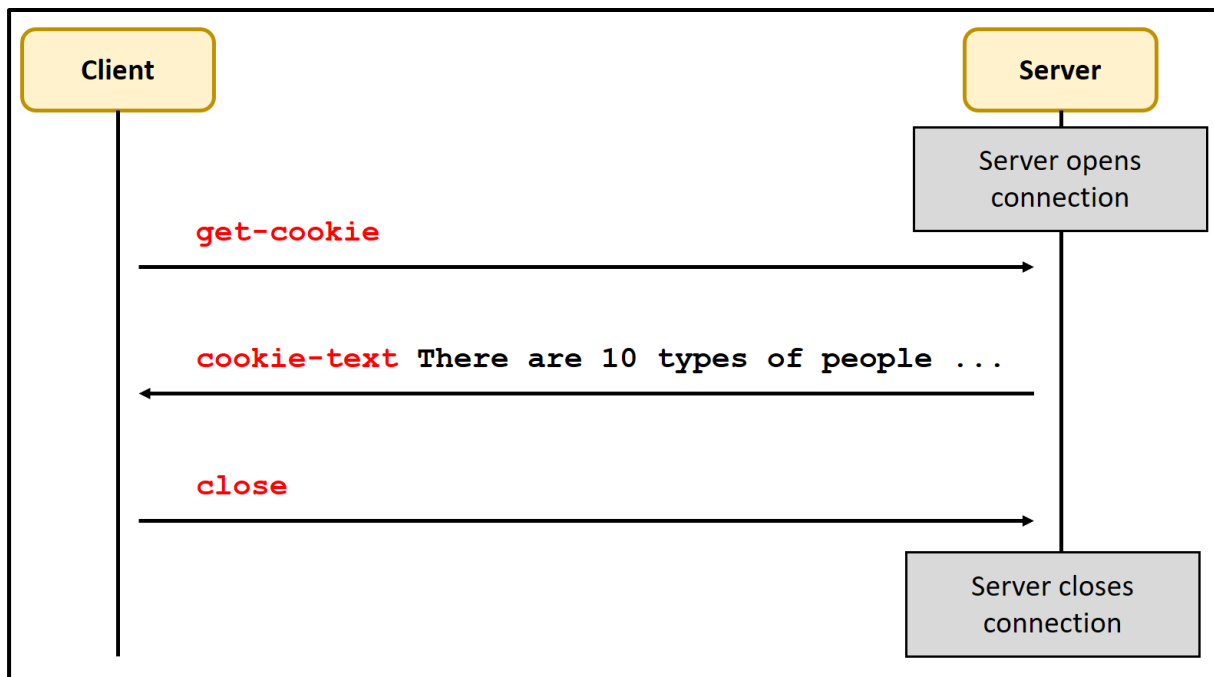 Client
Server
Server opens
connection
get-cookie
cookie-text There are 10 types of people ...
close
Server closes
connection